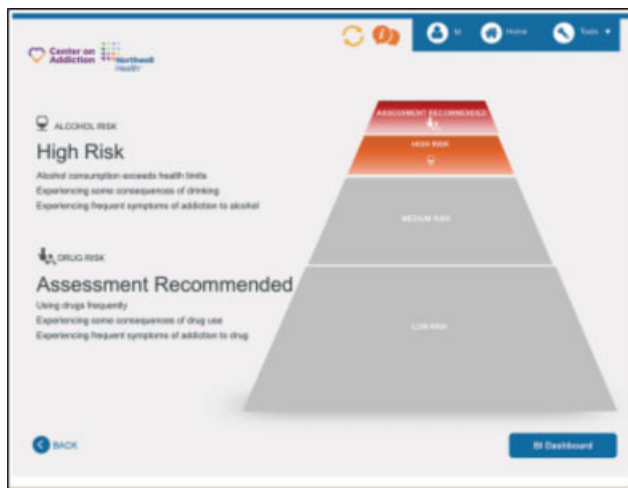 Center on
Addiction
Northwell
Health
Home
Tools
ALCOHOL RISK
High Risk
Alcohol consumption exceeds health limits
Experiencing some consequences of drinking
Experiencing frequent symptoms of addiction to alcohol
DRUG RISK
Assessment Recommended
Using drugs frequently
Experiencing some consequences of drug use
Experiencing frequent symptoms of addiction to drug
ASSESSMENT RECOMMENDED
HIGH RISK
MEDIUM RISK
LOW RISK
BACK
BI Dashboard